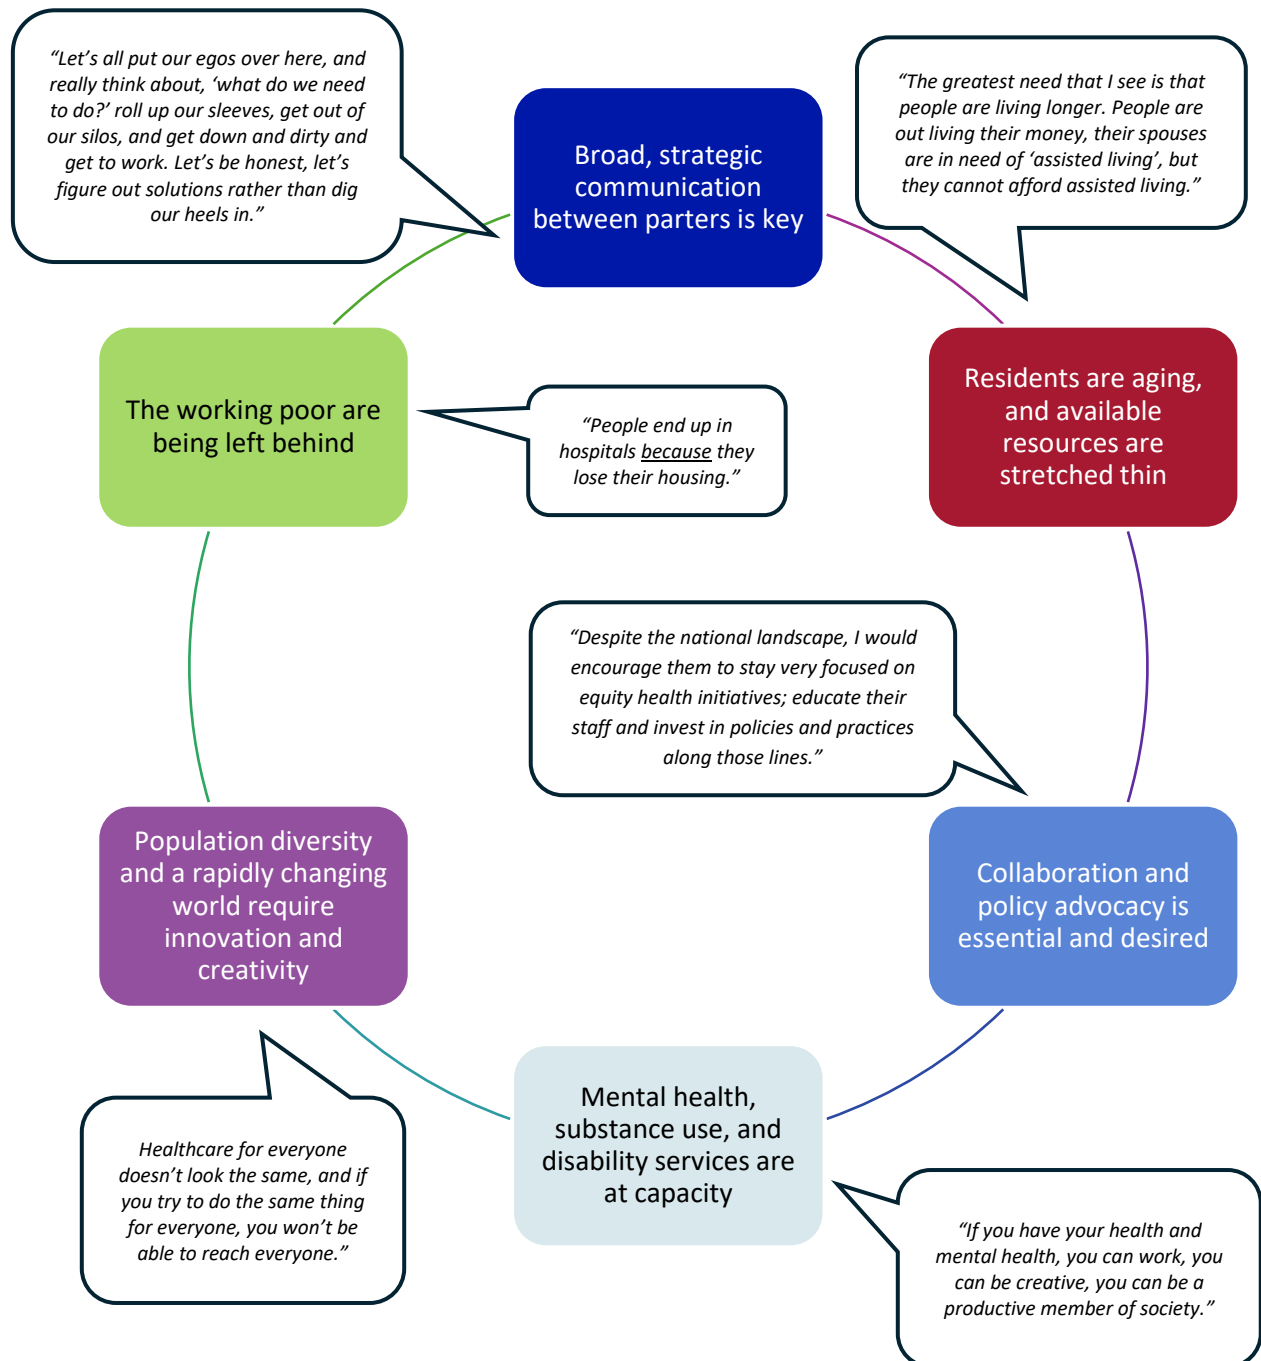 “Let’s all put our egos over here, and
really think about, ‘what do we need
to do?’ roll up our sleeves, get out of
our silos, and get down and dirty and
get to work. Let’s be honest, let’s
figure out solutions rather than dig
our heels in.”
Broad, strategic
communication
between parters is key
“The greatest need that I see is that
people are living longer. People are
out living their money, their spouses
are in need of ‘assisted living’, but
they cannot afford assisted living.”
The working poor are
being left behind
“People end up in
hospitals because they
lose their housing.”
Residents are aging,
and available
resources are
stretched thin
“Despite the national landscape, I would
encourage them to stay very focused on
equity health initiatives; educate their
staff and invest in policies and practices
along those lines.”
Population diversity
and a rapidly changing
world require
innovation and
creativity
Collaboration and
policy advocacy is
essential and desired
Mental health,
substance use, and
disability services are
at capacity
Healthcare for everyone
doesn’t look the same, and if
you try to do the same thing
for everyone, you won’t be
able to reach everyone.”
“If you have your health and
mental health, you can work, you
can be creative, you can be a
productive member of society.”